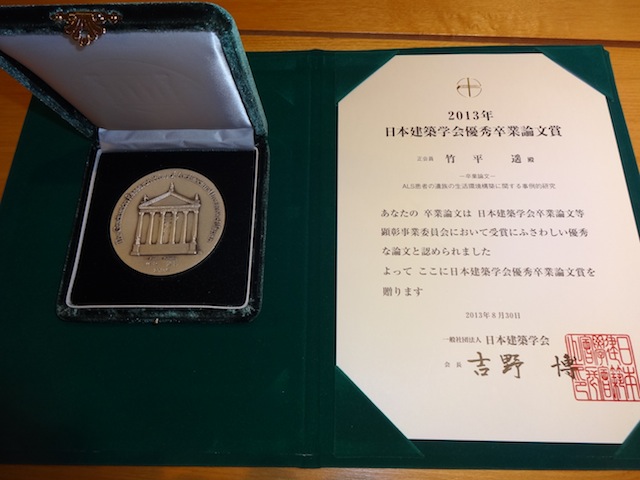 2013年
日本建築学会優秀卒業論文賞
正会員 竹平 遥 殿
－卒業論文－
ALS患者の遺族の生活環境構築に関する事例的研究
あなたの 卒業論文は 日本建築学会卒業論文等
顕彰事業委員会において受賞にふさわしい優秀
な論文と認められました
よって ここに日本建築学会優秀卒業論文賞を
贈ります
2013年8月30日
一般社団法人 日本建築学会
会長 吉野 博